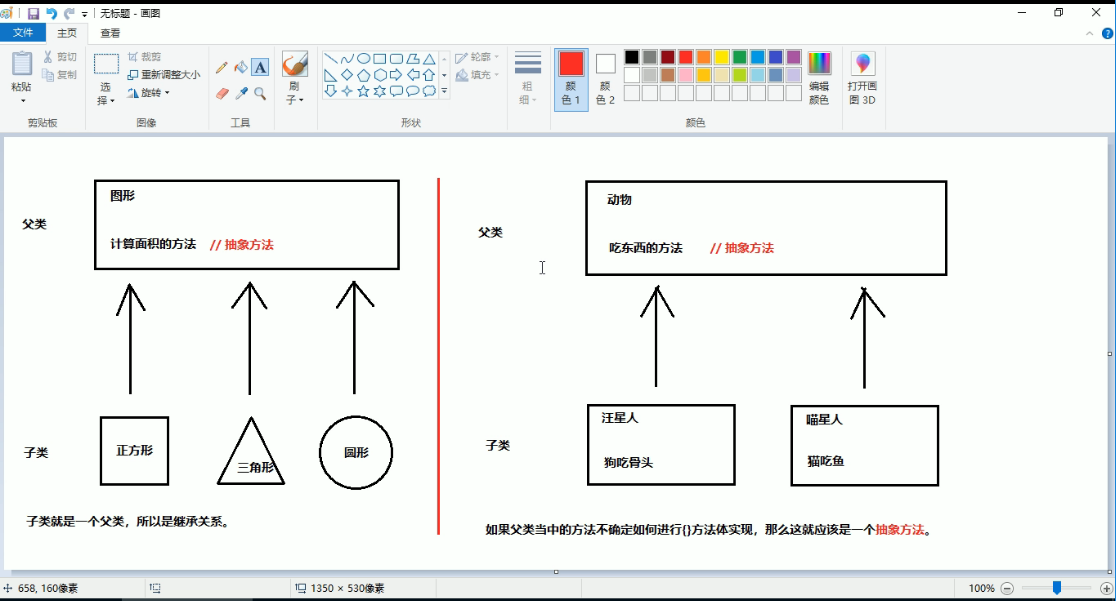 无标题 - 画图
文件 主页 查看
粘贴
剪切
复制
剪贴板
选择
裁剪
重新调整大小
旋转
图像
A
工具
刷子
轮廓
填充
形状
粗细
颜色 1
颜色 2
编辑颜色
颜色
打开画图 3D
父类
图形
计算面积的方法 // 抽象方法
子类
正方形
三角形
圆形
子类就是一个父类，所以是继承关系。
父类
动物
吃东西的方法 // 抽象方法
子类
汪星人
狗吃骨头
喵星人
猫吃鱼
如果父类当中的方法不确定如何进行{}方法体实现，那么这就应该是一个抽象方法。
658, 160像素
1350 × 530像素
100%